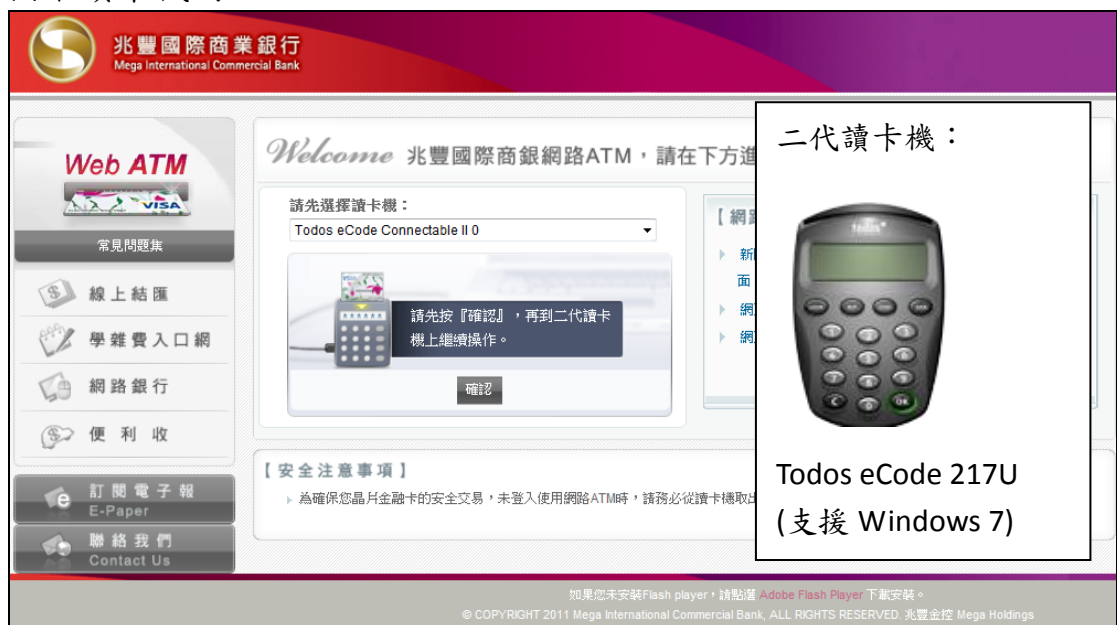 兆豐國際商業銀行
Mega International Commercial Bank
Web ATM
VISA
常見問題集
線上結匯
學雜費入口網
網路銀行
便利收
訂閱電子報
E-Paper
聯絡我們
Contact Us
Welcome 兆豐國際商銀網路ATM，請在下方進
請先選擇讀卡機：
Todos eCode Connectable II 0
請先按『確認』，再到二代讀卡
機上繼續操作。
確認
【網
新
面
網
網
【安全注意事項】
為確保您晶片金融卡的安全交易，未登入使用網路ATM時，請務必從讀卡機取出
二代讀卡機：
todos
OK
Todos eCode 217U
(支援 Windows 7)
如果您未安裝Flash player，請點選 Adobe Flash Player 下載安裝。
© COPYRIGHT 2011 Mega International Commercial Bank, ALL RIGHTS RESERVED. 兆豐金控 Mega Holdings